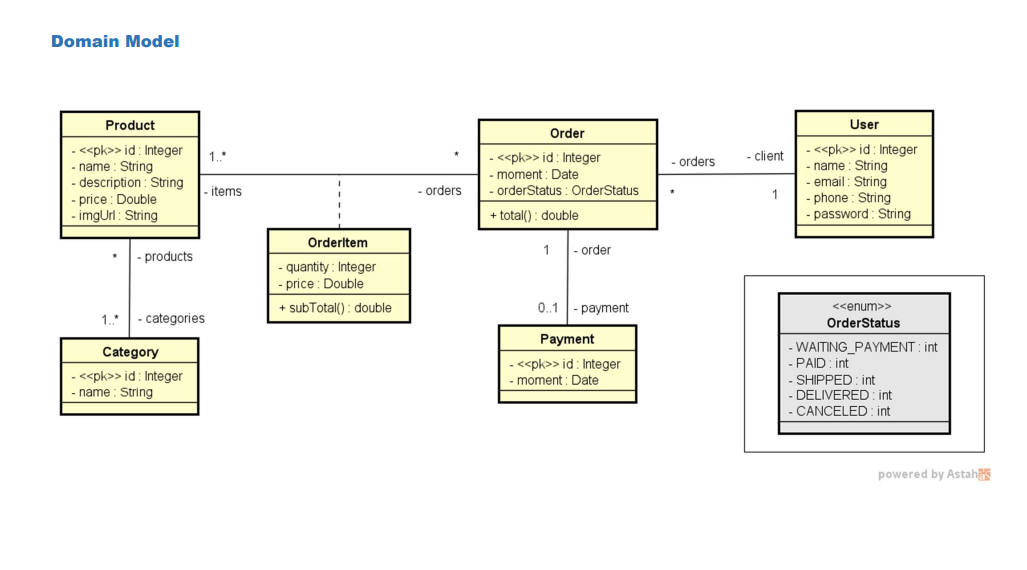 Domain Model
Product
- <<pk>> id : Integer
- name : String
- description : String
- price : Double
- imgUrl : String
1..*
- items
*
- orders
Order
- <<pk>> id : Integer
- moment : Date
- orderStatus : OrderStatus
+ total() : double
- orders
*
- client
1
User
- <<pk>> id : Integer
- name : String
- email : String
- phone : String
- password : String
OrderItem
- quantity : Integer
- price : Double
+ subTotal() : double
* - products
1..* - categories
Category
- <<pk>> id : Integer
- name : String
1 - order
0..1 - payment
Payment
- <<pk>> id : Integer
- moment : Date
<<enum>>
OrderStatus
- WAITING_PAYMENT : int
- PAID : int
- SHIPPED : int
- DELIVERED : int
- CANCELED : int
powered by Astah